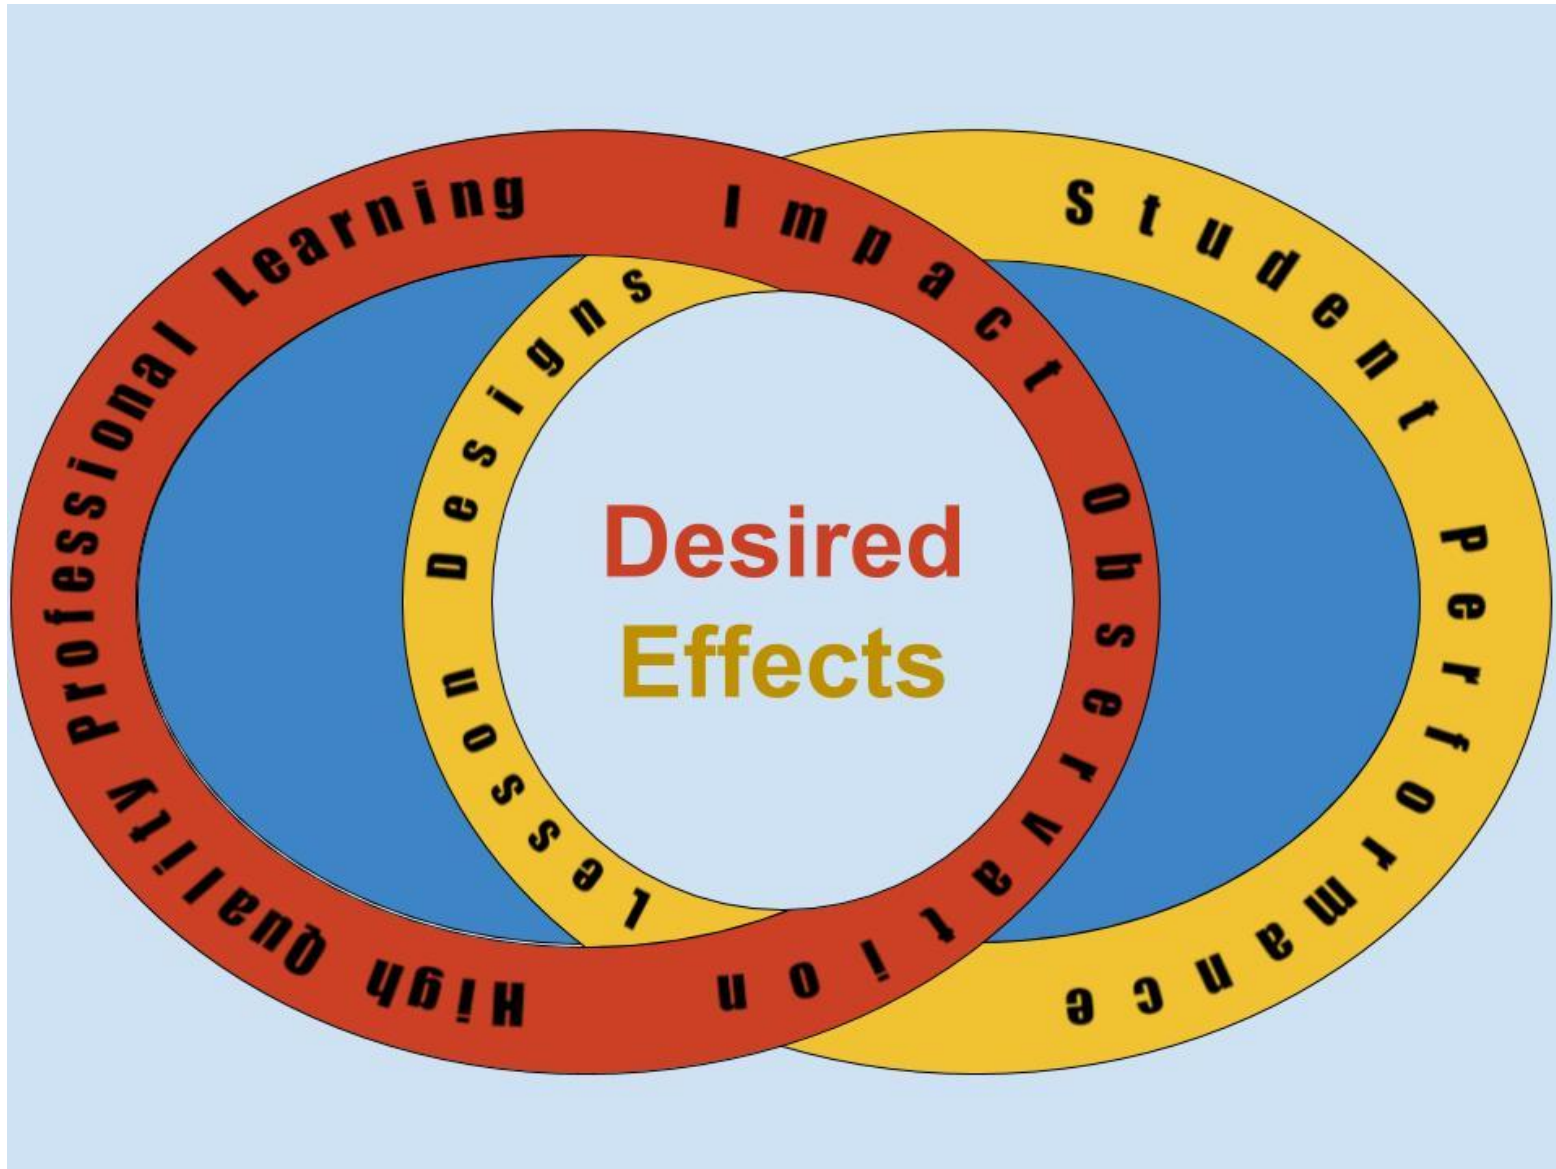 High Quality Professional Learning
Impact Observation
Lesson Designs
Student Performance
Desired
Effects